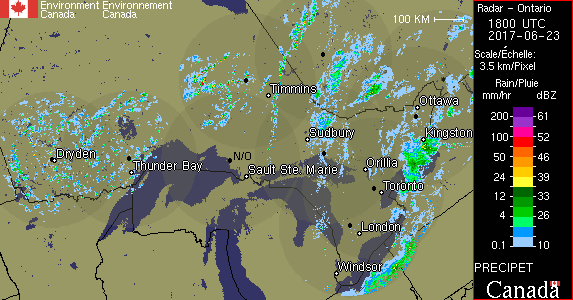 Environment Environnement
Canada Canada
100 KM
Timmins
Ottawa
Sudbury
Kingston
Dryden
Thunder Bay
N/O
Sault Ste. Marie
Orillia
Toronto
London
Windsor
Radar - Ontario
1800 UTC
2017-06-23
Scale/Échelle:
3.5 km/Pixel
Rain/Pluie
mm/hr dBZ
200 61
100 52
50 46
24 39
12 33
4 26
0.1 10
PRECIPET
Canada